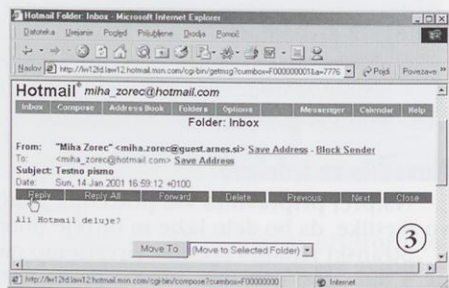 Hotmail Folder: Inbox - Microsoft Internet Explorer
Datoteka Urejanje Pogled Priljubljene Orodja Pomoč
Naslov http://lw12fd.law12.hotmail.msn.com/cgi-bin/getmsg?curmbox=F000000001&a=7776 Pojdi Povezave »
Hotmail® miha_zorec@hotmail.com
Inbox Compose Address Book Folders Options Messenger Calendar Help
Folder: Inbox
From: "Miha Zorec" <miha.zorec@guest.arnes.si> Save Address - Block Sender
To: <miha_zorec@hotmail.com> Save Address
Subject: Testno pismo
Date: Sun, 14 Jan 2001 16:59:12 +0100
Reply Reply All Forward Delete Previous Next Close
Ali Hotmail deluje?
Move To (Move to Selected Folder)
3
http://lw12fd.law12.hotmail.msn.com/cgi-bin/compose?curmbox=F00000000 Internet